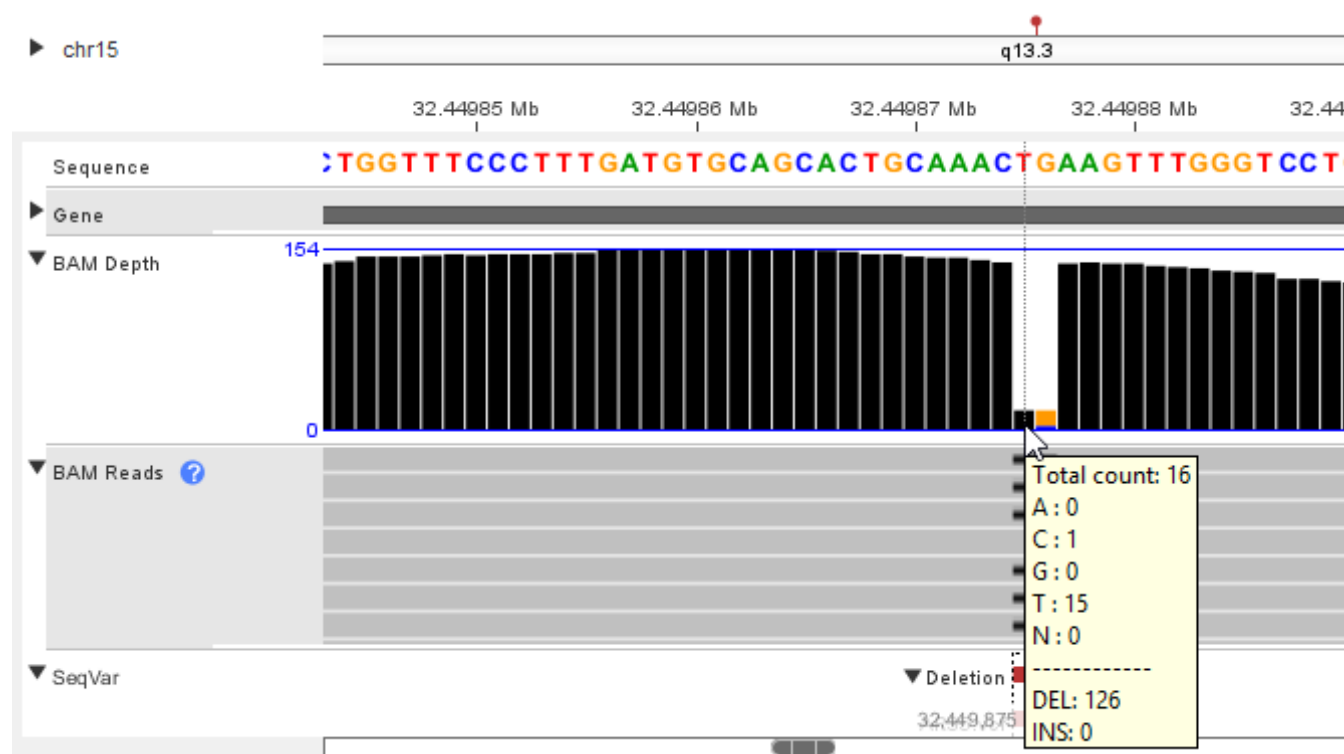 chr15
q13.3
32.44985 Mb 32.44986 Mb 32.44987 Mb 32.44988 Mb 32.44
Sequence CTGGTTTCCCTTTGATGTGCAGCACTGCAAACTGAAGTTTGGGTCCT
Gene
154
BAM Depth
0
BAM Reads ?
Total count: 16
A : 0
C : 1
G : 0
T : 15
N : 0
------------
DEL: 126
INS: 0
SeqVar
Deletion
32,449,875